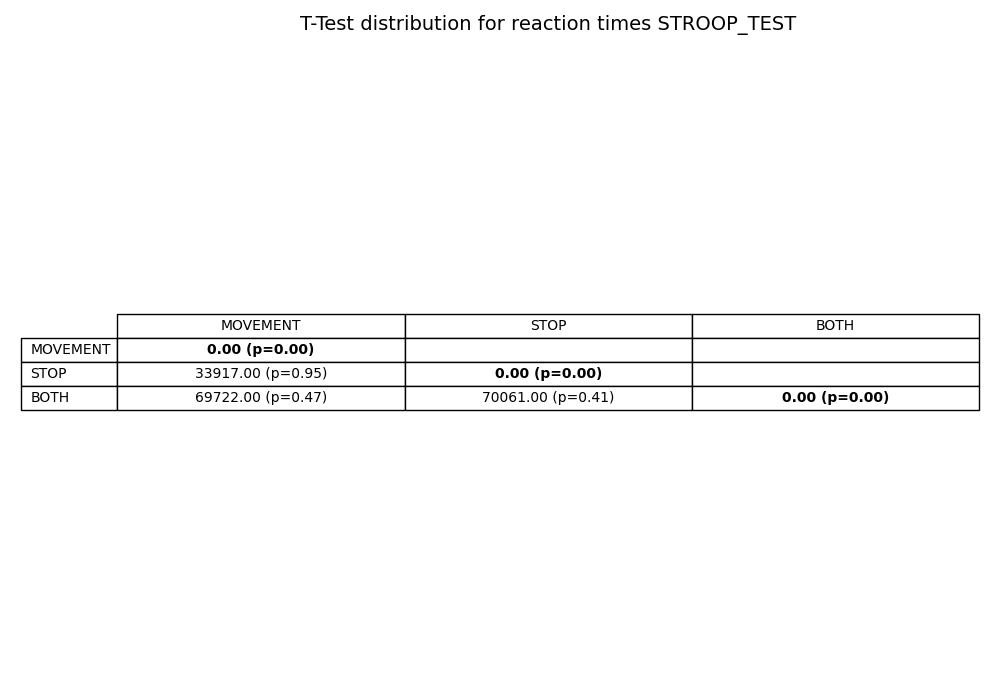 T-Test distribution for reaction times STROOP_TEST
MOVEMENT STOP BOTH
MOVEMENT 0.00 (p=0.00)
STOP 33917.00 (p=0.95) 0.00 (p=0.00)
BOTH 69722.00 (p=0.47) 70061.00 (p=0.41) 0.00 (p=0.00)